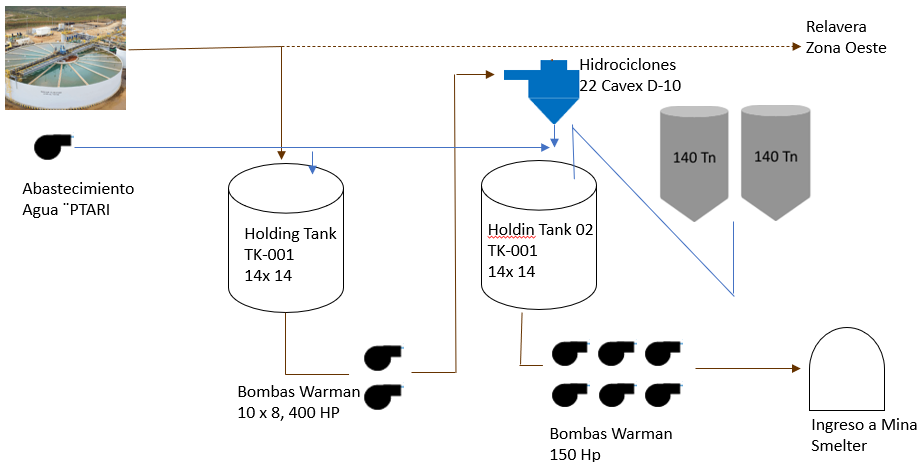 Relavera
Zona Oeste
Hidrociclones
22 Cavex D-10
140 Tn
140 Tn
Abastecimiento
Agua ¨PTARI
Holding Tank
TK-001
14x 14
Holdin Tank 02
TK-001
14x 14
Bombas Warman
10 x 8, 400 HP
Bombas Warman
150 Hp
Ingreso a Mina
Smelter